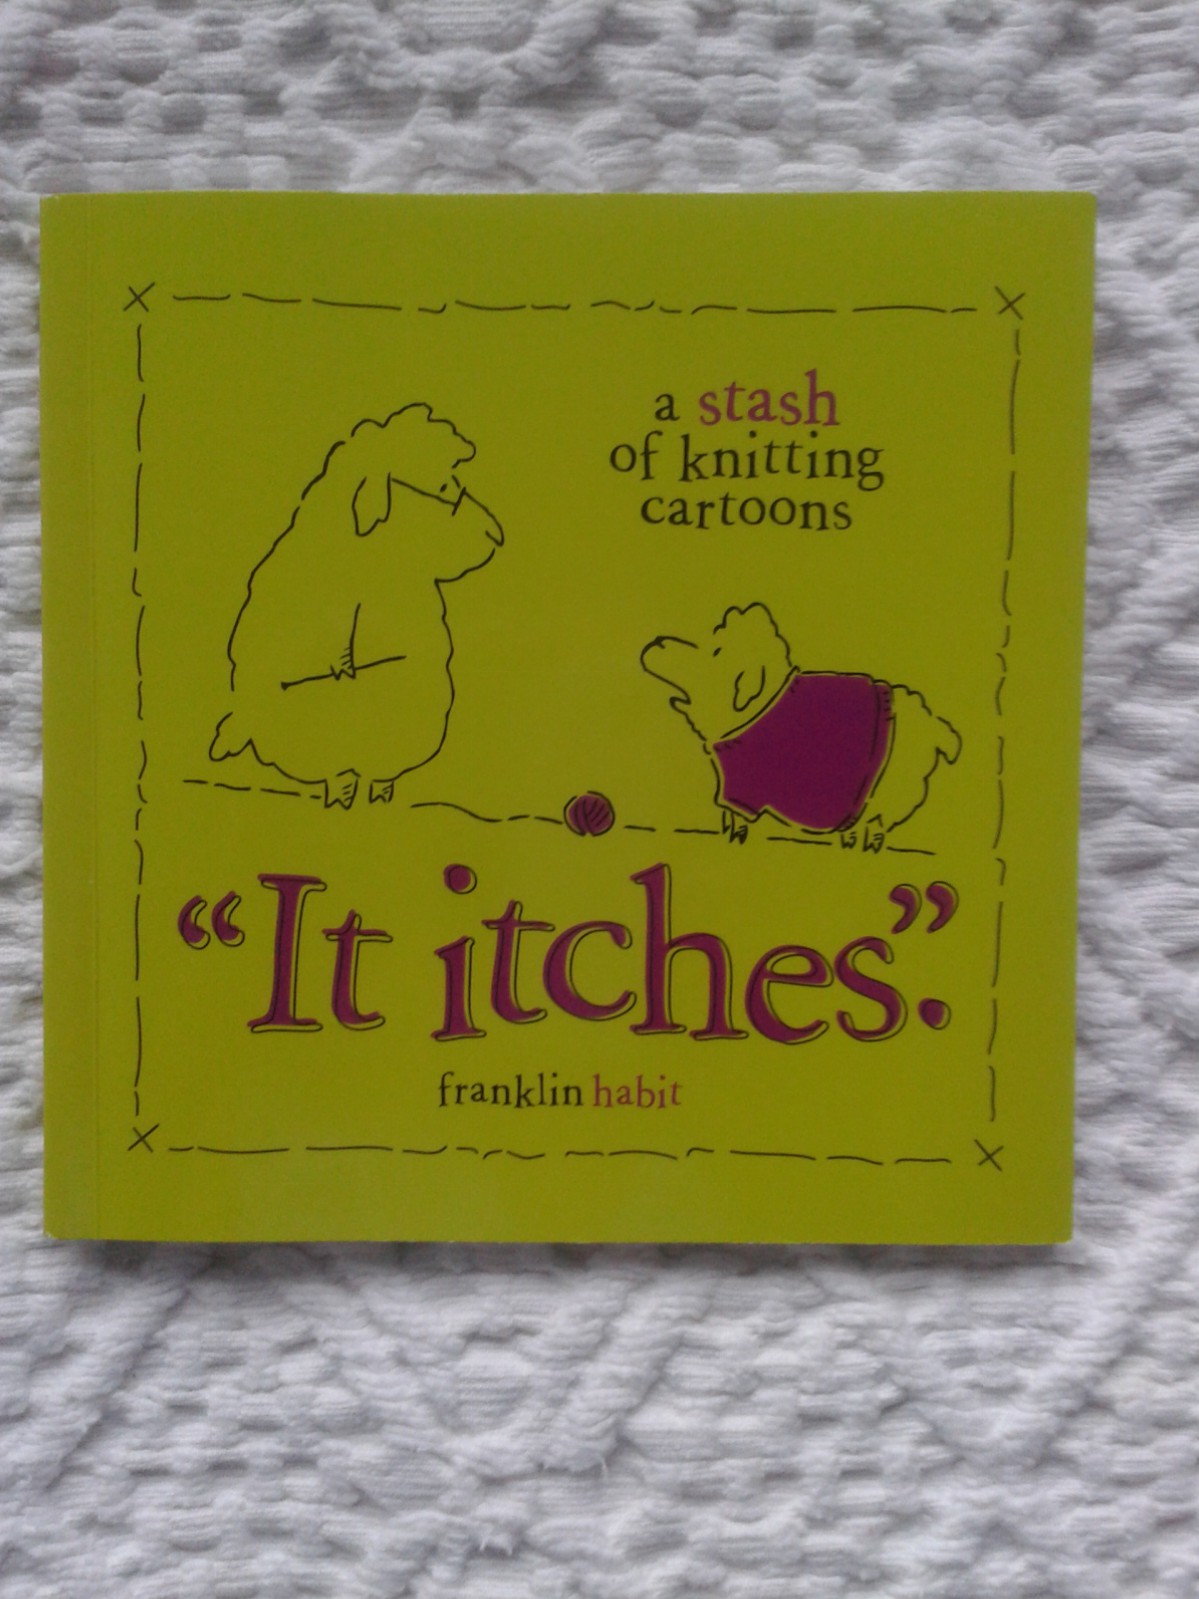 a stash
of knitting
cartoons
“It itches.”
franklin habit